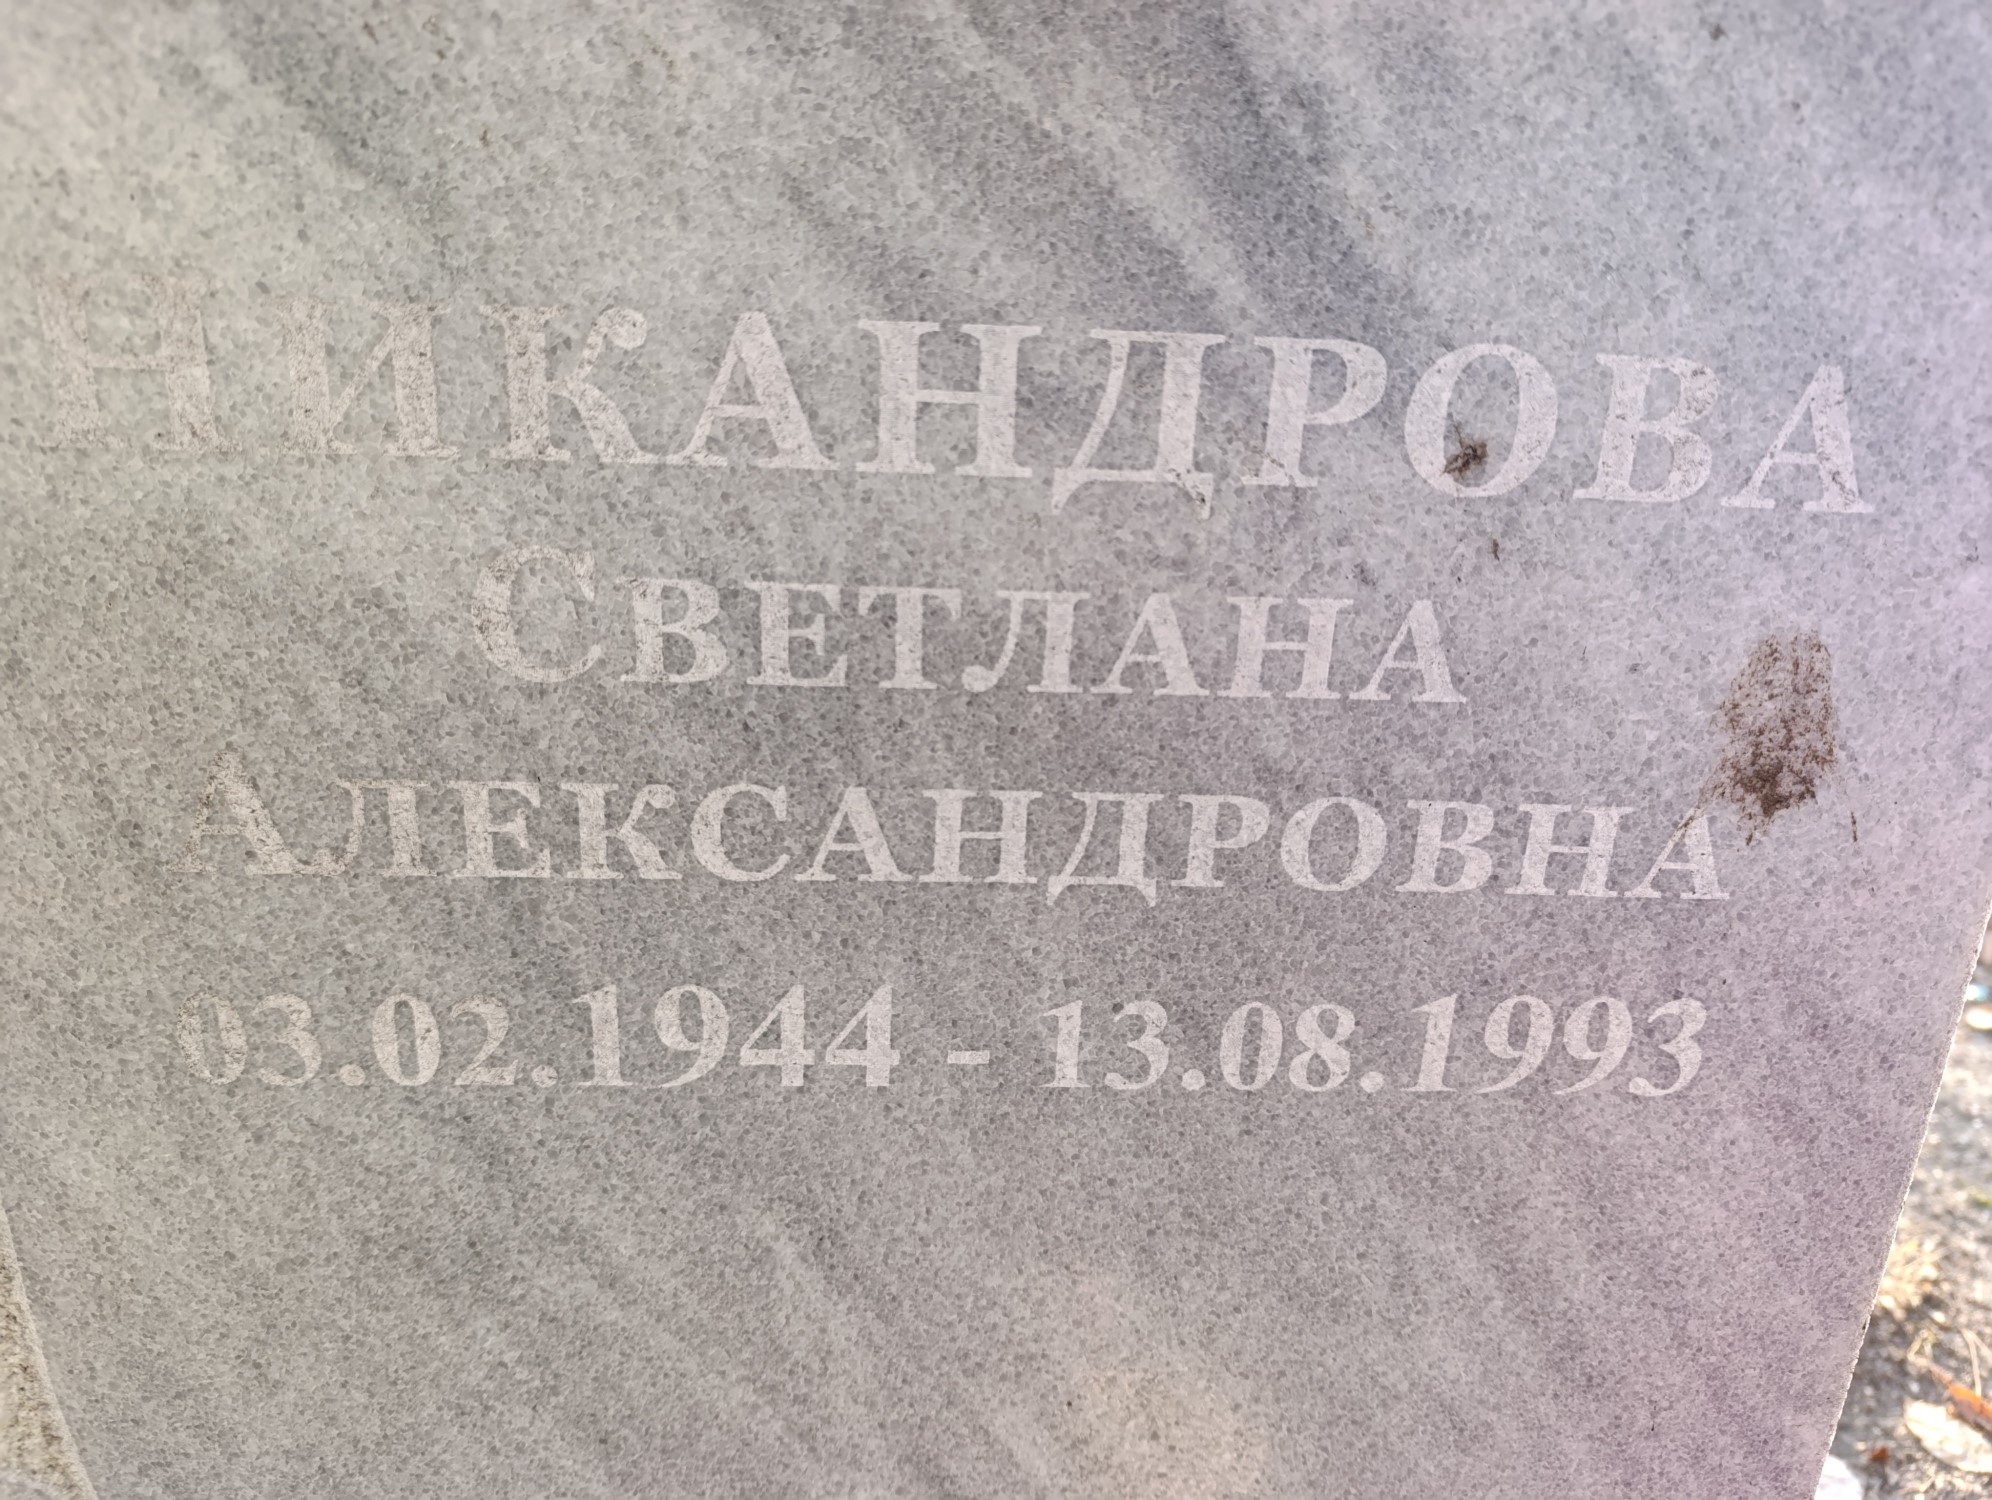 НИКАНДРОВА
СВЕТЛАНА
АЛЕКСАНДРОВНА
03.02.1944 - 13.08.1993